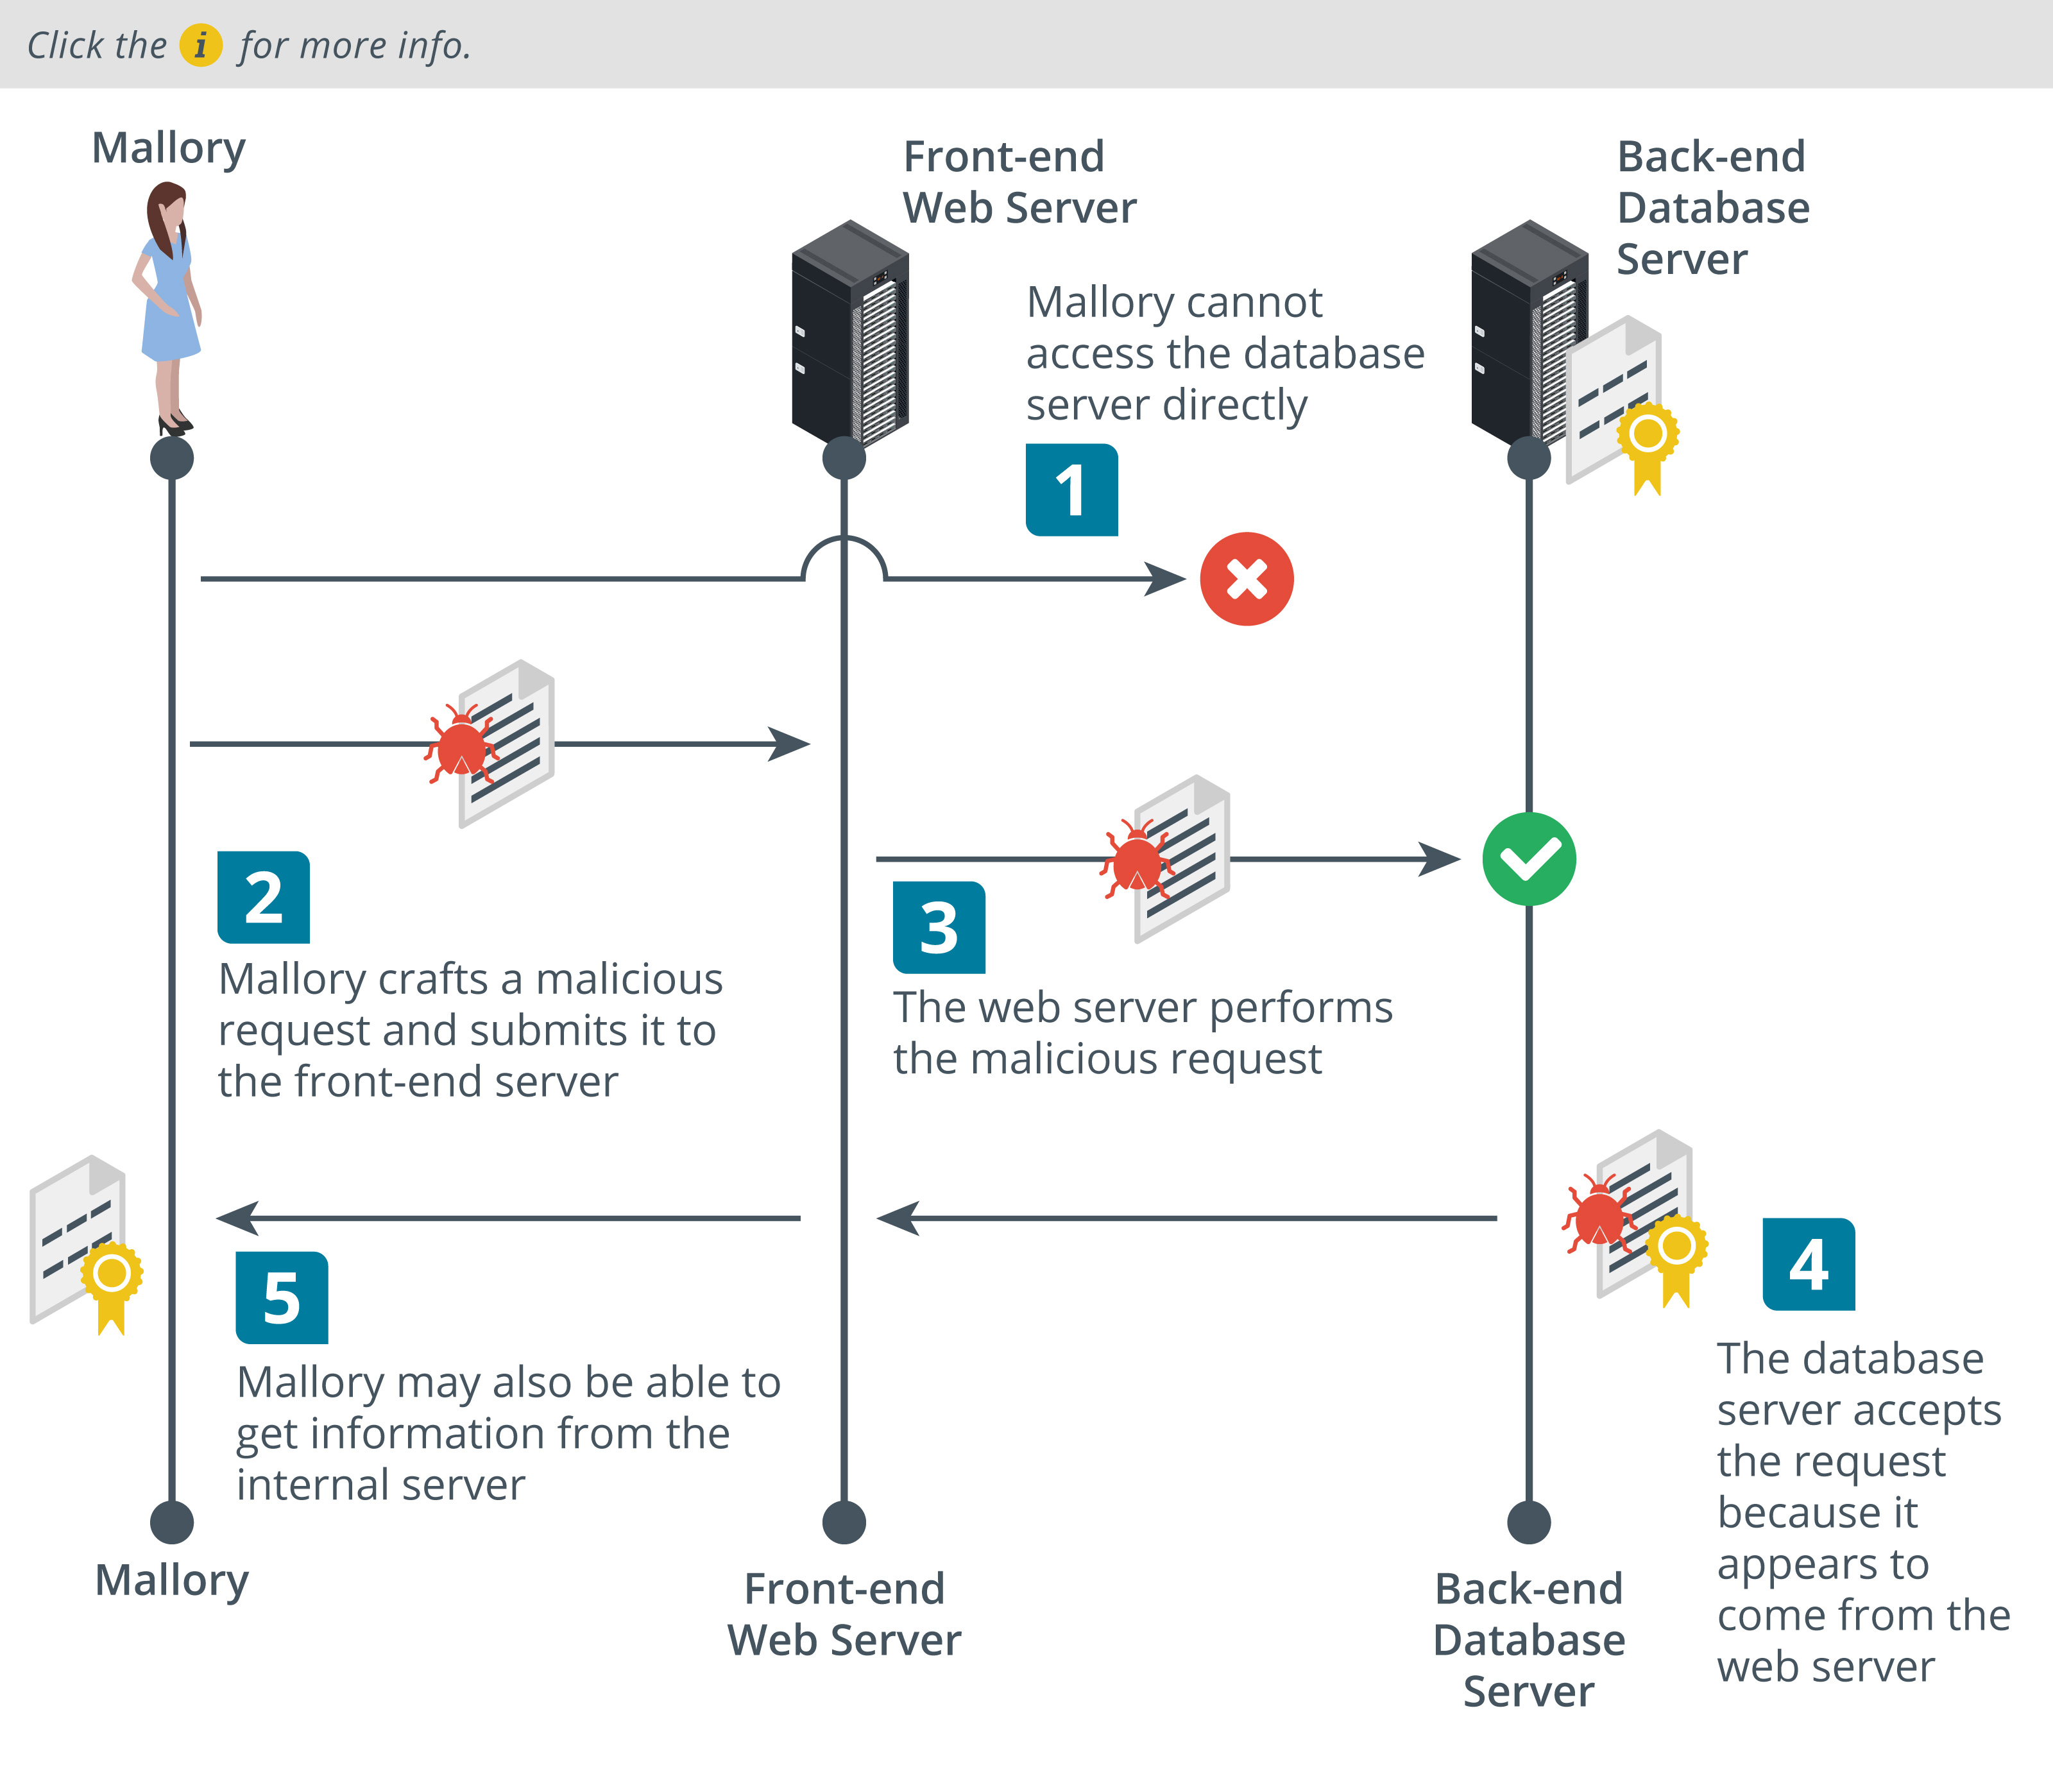 Click the i for more info.
Mallory
Front-end
Web Server
Back-end
Database
Server
Mallory cannot
access the database
server directly
1
2
Mallory crafts a malicious
request and submits it to
the front-end server
3
The web server performs
the malicious request
4
The database
server accepts
the request
because it
appears to
come from the
web server
5
Mallory may also be able to
get information from the
internal server
Mallory
Front-end
Web Server
Back-end
Database
Server